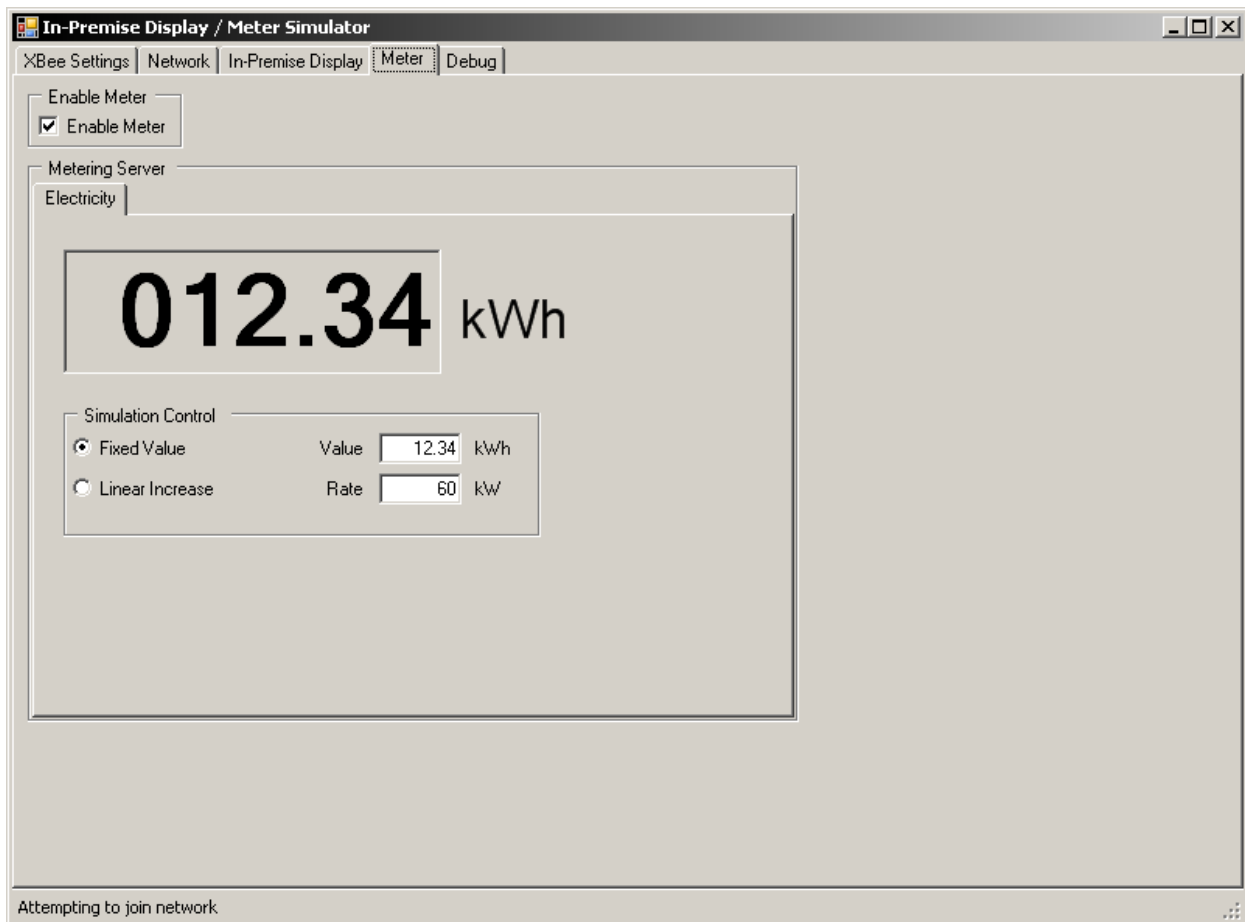 In-Premise Display / Meter Simulator
XBee Settings Network In-Premise Display Meter Debug
Enable Meter
Enable Meter
Metering Server
Electricity
012.34 kWh
Simulation Control
Fixed Value Value 12.34 kWh
Linear Increase Rate 60 kW
Attempting to join network